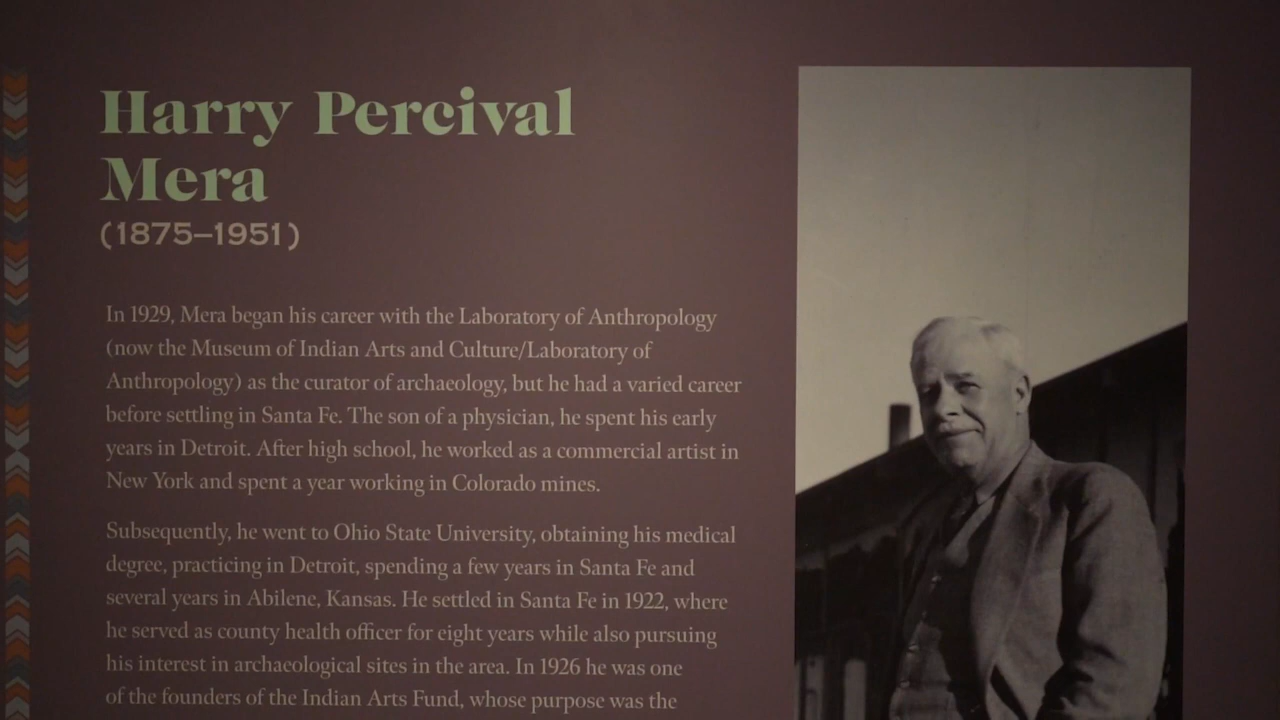 Harry Percival
Mera
(1875–1951)
In 1929, Mera began his career with the Laboratory of Anthropology
(now the Museum of Indian Arts and Culture/Laboratory of
Anthropology) as the curator of archaeology, but he had a varied career
before settling in Santa Fe. The son of a physician, he spent his early
years in Detroit. After high school, he worked as a commercial artist in
New York and spent a year working in Colorado mines.
Subsequently, he went to Ohio State University, obtaining his medical
degree, practicing in Detroit, spending a few years in Santa Fe and
several years in Abilene, Kansas. He settled in Santa Fe in 1922, where
he served as county health officer for eight years while also pursuing
his interest in archaeological sites in the area. In 1926 he was one
of the founders of the Indian Arts Fund, whose purpose was the